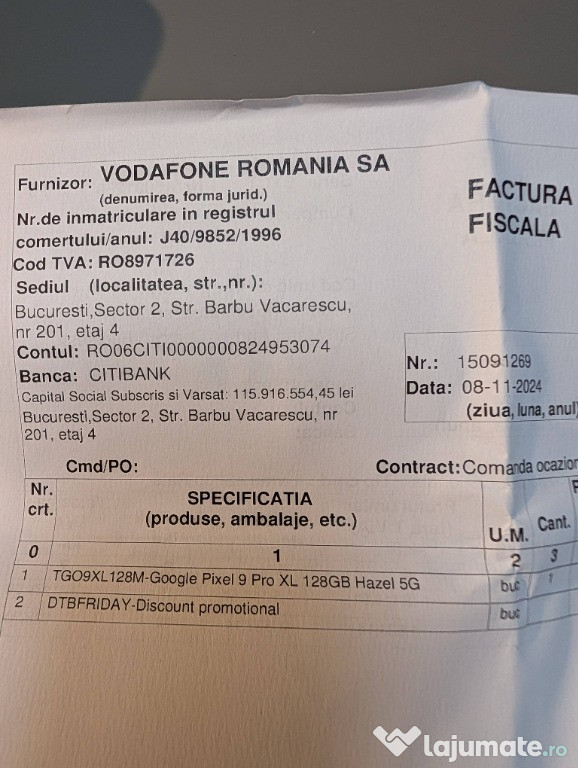 Furnizor: VODAFONE ROMANIA SA
(denumirea, forma jurid.)
Nr.de inmatriculare in registrul
comertului/anul: J40/9852/1996
Cod TVA: RO8971726
Sediul (localitatea, str.,nr.):
Bucuresti,Sector 2, Str. Barbu Vacarescu,
nr 201, etaj 4
Contul: RO06CITI0000000824953074
Banca: CITIBANK
Capital Social Subscris si Varsat: 115.916.554,45 lei
Bucuresti,Sector 2, Str. Barbu Vacarescu, nr
201, etaj 4
FACTURA
FISCALA
Nr.: 15091269
Data: 08-11-2024
(ziua, luna, anul
Cmd/PO:
Contract: Comanda ocazion
Nr.
crt.
SPECIFICATIA
(produse, ambalaje, etc.)
U.M.
Cant.
0 1 2 3
1 TGO9XL128M-Google Pixel 9 Pro XL 128GB Hazel 5G buc 1
2 DTBFRIDAY-Discount promotional buc
lajumate.ro